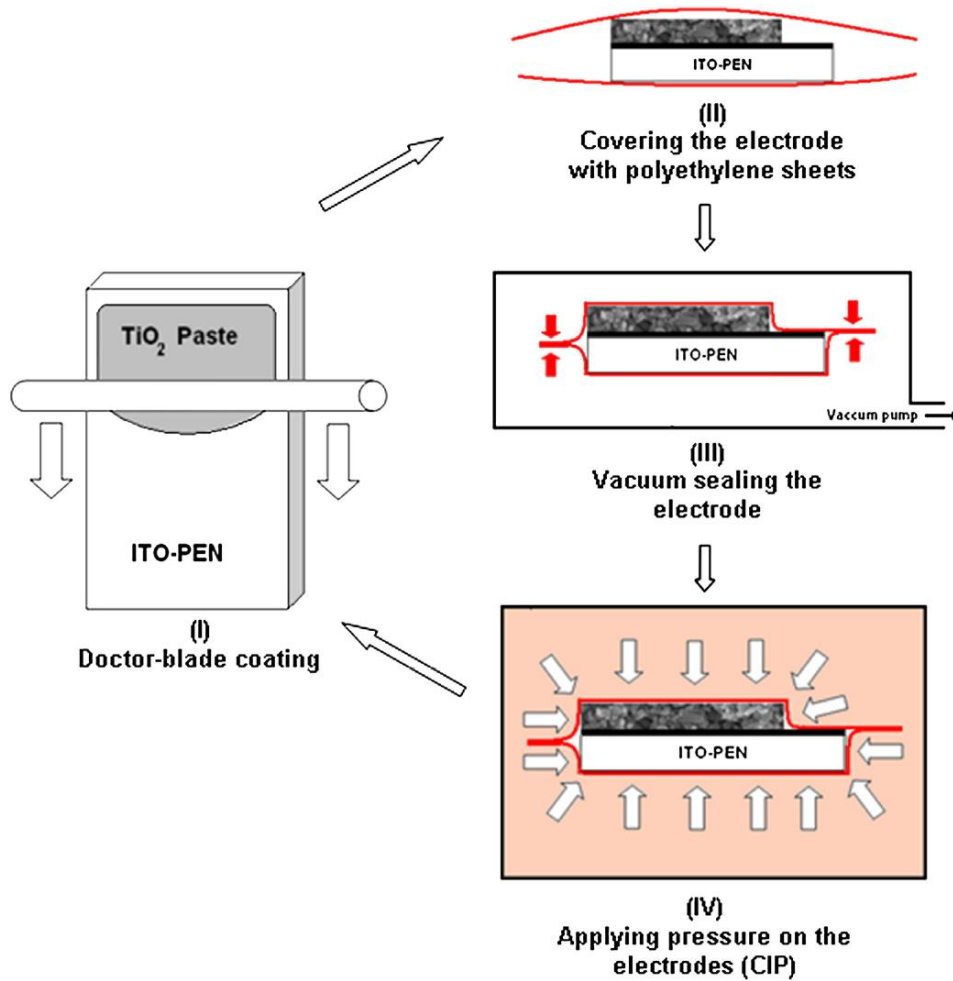 TiO2 Paste
ITO-PEN
(I)
Doctor-blade coating
ITO-PEN
(II)
Covering the electrode
with polyethylene sheets
ITO-PEN
Vaccum pump
(III)
Vacuum sealing the
electrode
ITO-PEN
(IV)
Applying pressure on the
electrodes (CIP)